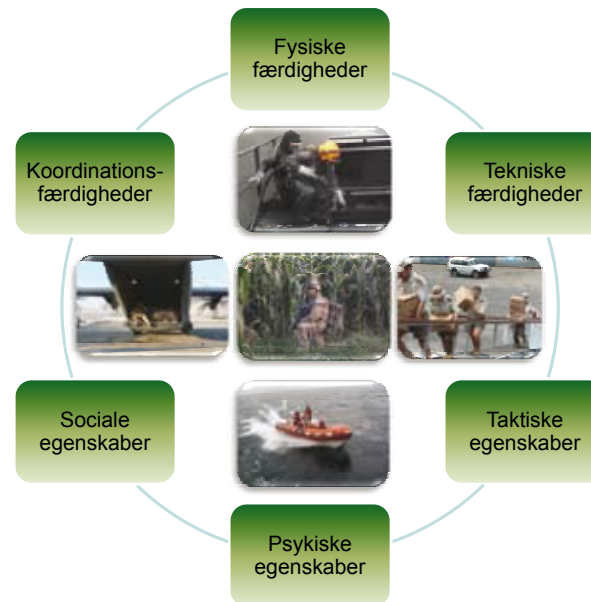 Fysiske
færdigheder
Koordinations-
færdigheder
Tekniske
færdigheder
Sociale
egenskaber
Taktiske
egenskaber
Psykiske
egenskaber